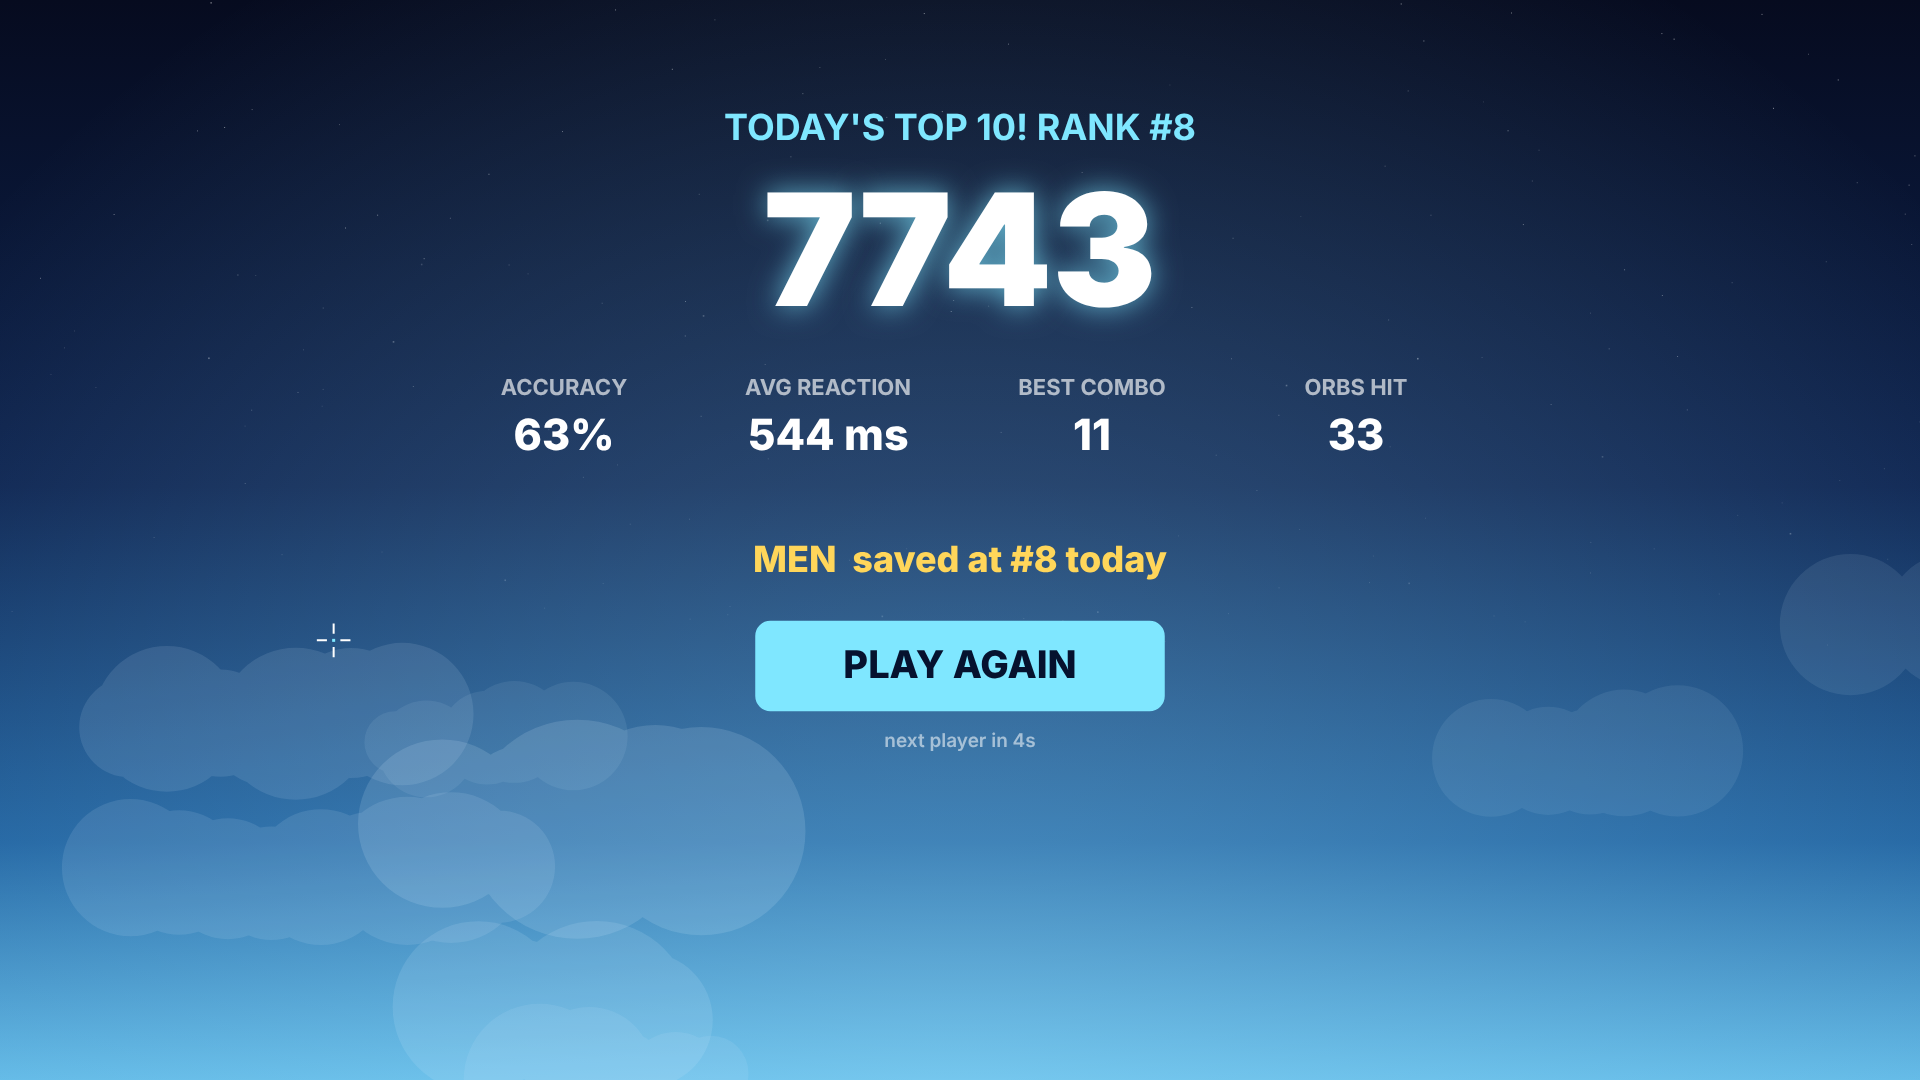 TODAY'S TOP 10! RANK #8
7743
ACCURACY AVG REACTION BEST COMBO ORBS HIT
63% 544 ms 11 33
MEN saved at #8 today
PLAY AGAIN
next player in 4s